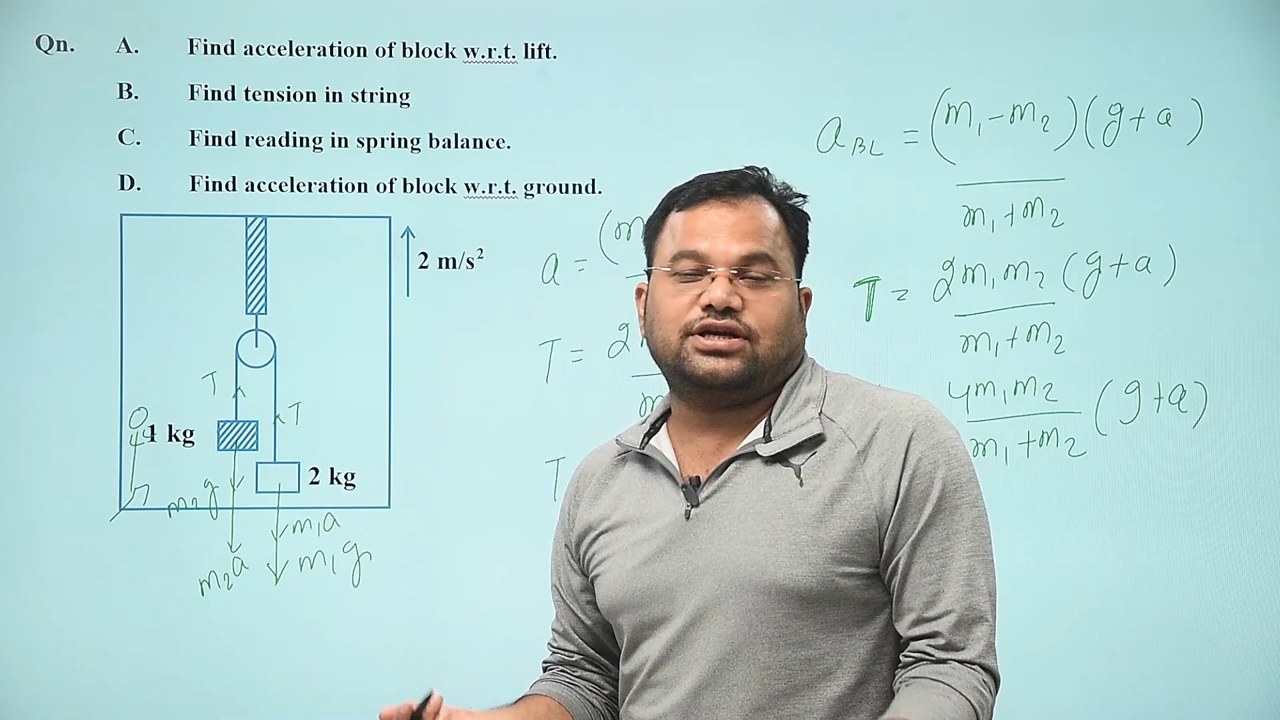 Qn. A. Find acceleration of block w.r.t. lift.
B. Find tension in string
C. Find reading in spring balance.
D. Find acceleration of block w.r.t. ground.
2 m/s²
T
T
1 kg
2 kg
m₂g
m₂a
m₁a
m₁g
a = (m
T = 2
m
T
a_BL = (m₁-m₂)(g+a)
m₁+m₂
T = 2m₁m₂ (g+a)
m₁+m₂
4m₁m₂ (g+a)
m₁+m₂